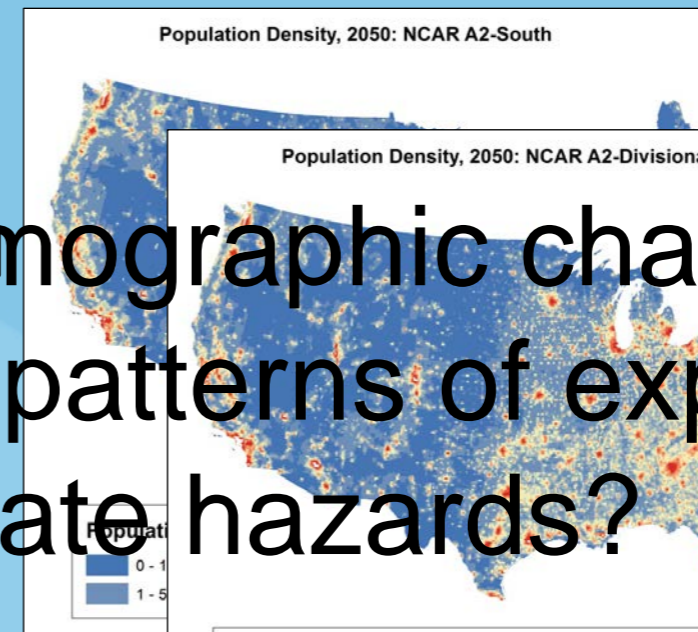 Population Density, 2050: NCAR A2-South
Population Density, 2050: NCAR A2-Divisiona
mographic cha
patterns of exp
ate hazards?
Populati
0 - 1
1 - 5